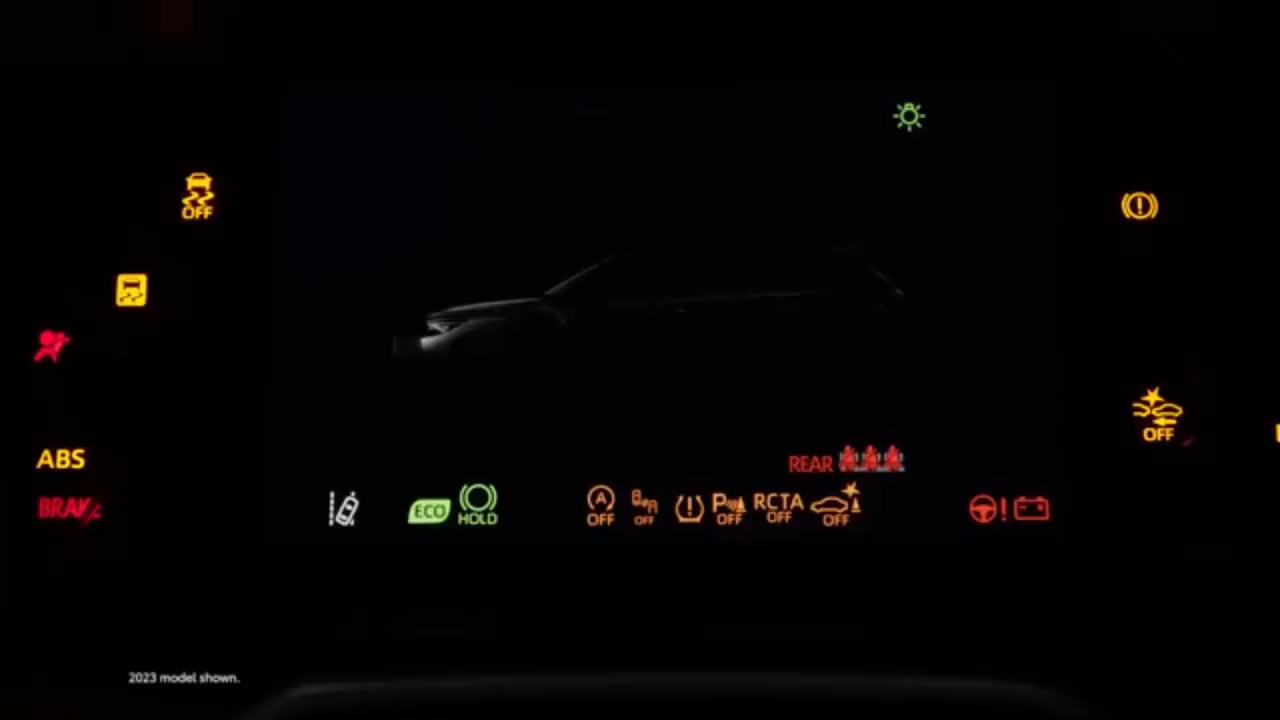 OFF
ABS
REAR
BRAKE
ECO
HOLD
A
OFF
OFF
P
OFF
RCTA
OFF
OFF
OFF
2023 model shown.